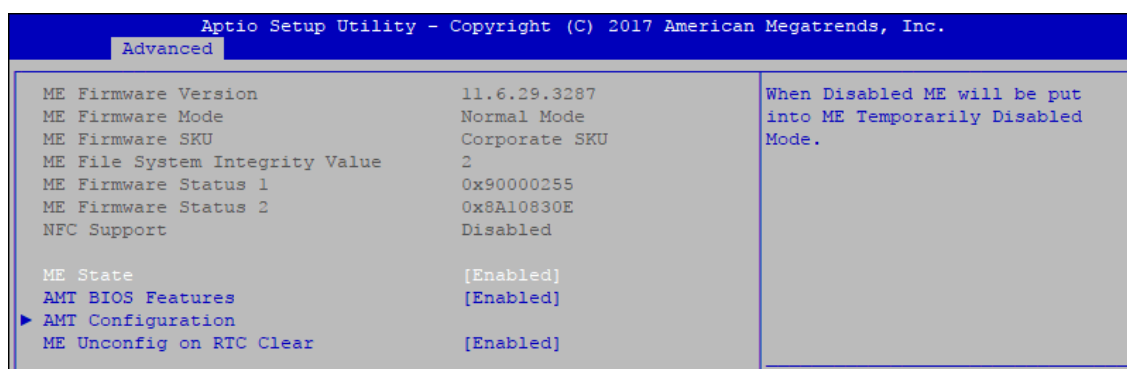 Aptio Setup Utility - Copyright (C) 2017 American Megatrends, Inc.
Advanced
ME Firmware Version 11.6.29.3287
ME Firmware Mode Normal Mode
ME Firmware SKU Corporate SKU
ME File System Integrity Value 2
ME Firmware Status 1 0x90000255
ME Firmware Status 2 0x8A10830E
NFC Support Disabled
ME State [Enabled]
AMT BIOS Features [Enabled]
AMT Configuration
ME Unconfig on RTC Clear [Enabled]
When Disabled ME will be put
into ME Temporarily Disabled
Mode.